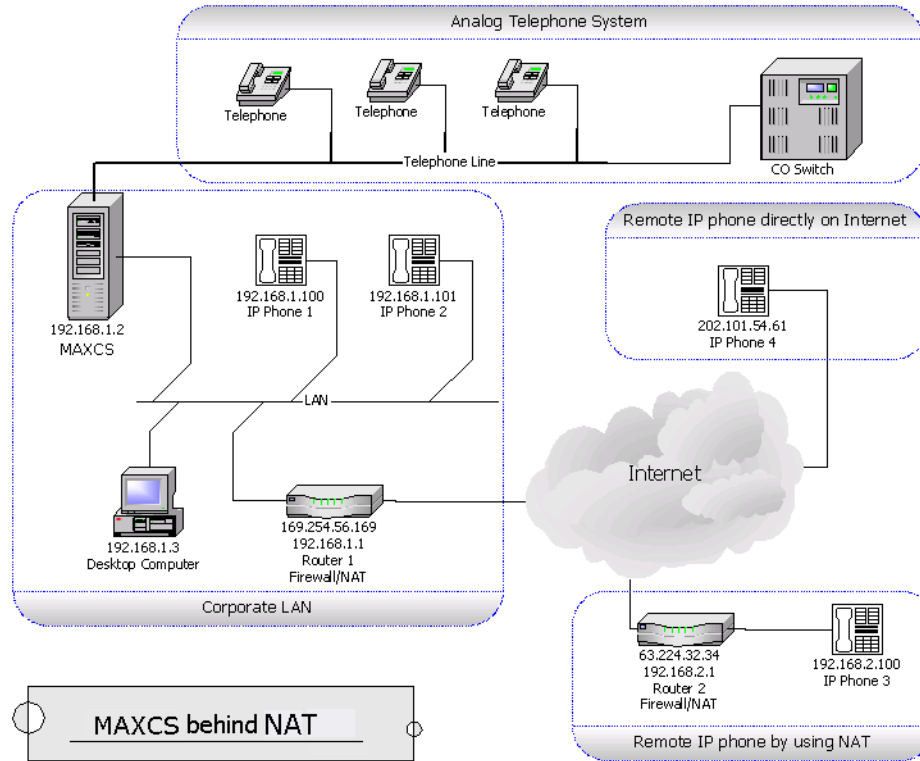 Analog Telephone System
Telephone
Telephone
Telephone
Telephone Line
CO Switch
192.168.1.2
MAXCS
192.168.1.100
IP Phone 1
192.168.1.101
IP Phone 2
Remote IP phone directly on Internet
202.101.54.61
IP Phone 4
LAN
Internet
192.168.1.3
Desktop Computer
169.254.56.169
192.168.1.1
Router 1
Firewall/NAT
Corporate LAN
63.224.32.34
192.168.2.1
Router 2
Firewall/NAT
192.168.2.100
IP Phone 3
Remote IP phone by using NAT
MAXCS behind NAT